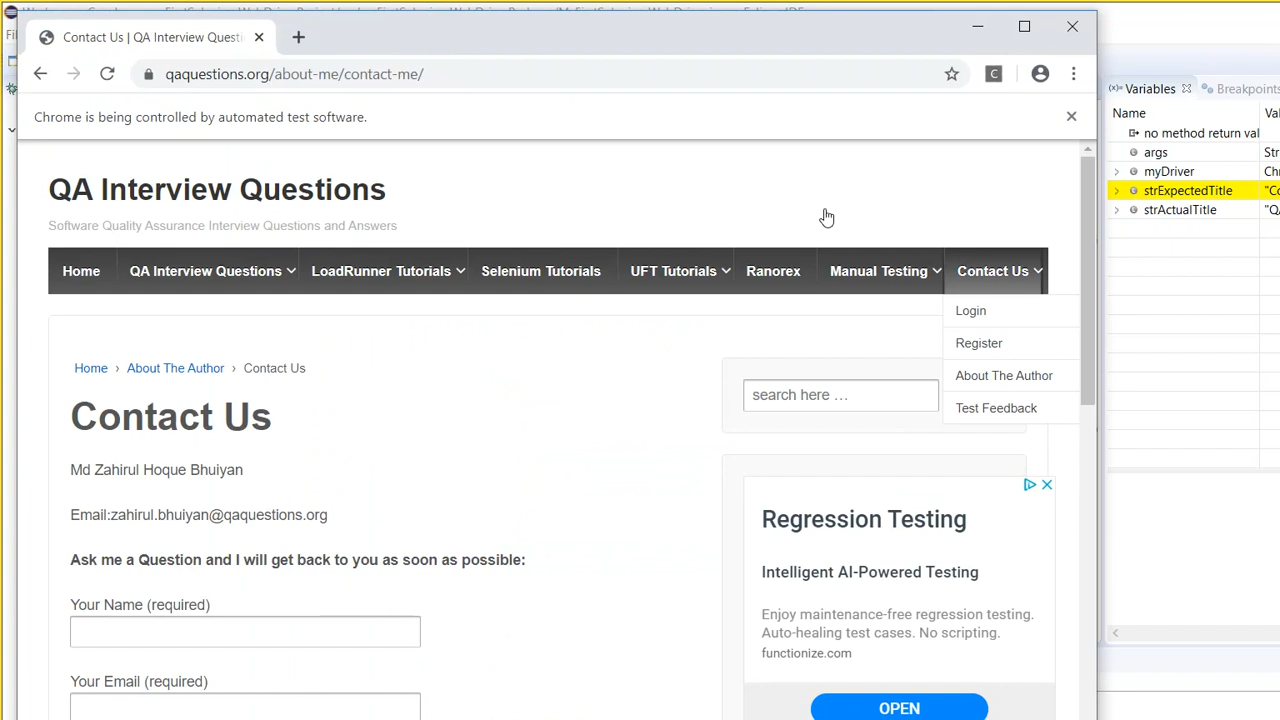 Contact Us | QA Interview Questi
qaquestions.org/about-me/contact-me/
C
Chrome is being controlled by automated test software.
QA Interview Questions
Software Quality Assurance Interview Questions and Answers
Home
QA Interview Questions
LoadRunner Tutorials
Selenium Tutorials
UFT Tutorials
Ranorex
Manual Testing
Contact Us
Login
Register
About The Author
Test Feedback
Home › About The Author › Contact Us
Contact Us
search here …
Md Zahirul Hoque Bhuiyan
Email:zahirul.bhuiyan@qaquestions.org
Ask me a Question and I will get back to you as soon as possible:
Your Name (required)
Your Email (required)
Regression Testing
Intelligent AI-Powered Testing
Enjoy maintenance-free regression testing.
Auto-healing test cases. No scripting.
functionize.com
OPEN
Variables
Breakpoints
Name
Val
no method return val
args
Str
myDriver
Ch
strExpectedTitle
"Co
strActualTitle
"Q